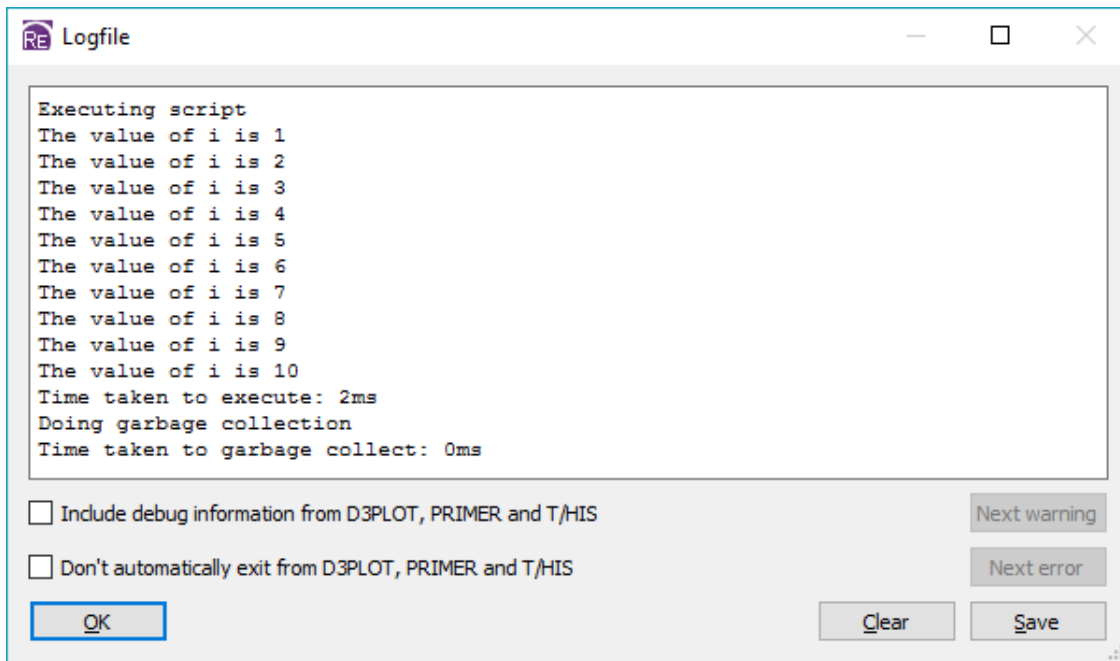 RE Logfile
Executing script
The value of i is 1
The value of i is 2
The value of i is 3
The value of i is 4
The value of i is 5
The value of i is 6
The value of i is 7
The value of i is 8
The value of i is 9
The value of i is 10
Time taken to execute: 2ms
Doing garbage collection
Time taken to garbage collect: 0ms
Include debug information from D3PLOT, PRIMER and T/HIS
Next warning
Don't automatically exit from D3PLOT, PRIMER and T/HIS
Next error
OK
Clear
Save